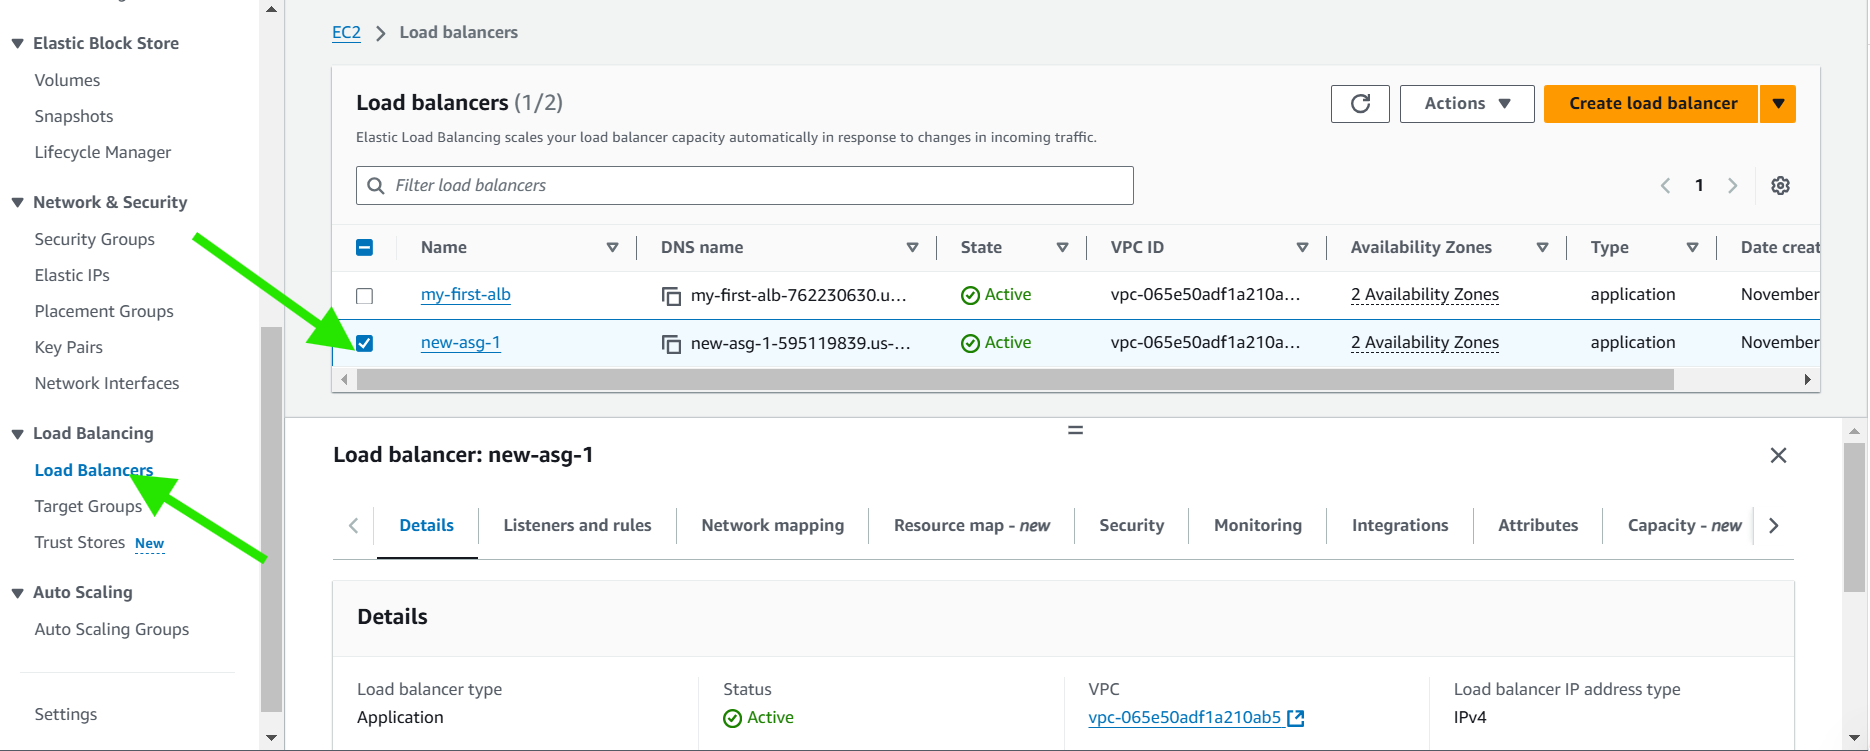 Elastic Block Store
Volumes
Snapshots
Lifecycle Manager
Network & Security
Security Groups
Elastic IPs
Placement Groups
Key Pairs
Network Interfaces
Load Balancing
Load Balancers
Target Groups
Trust Stores New
Auto Scaling
Auto Scaling Groups
Settings
EC2 Load balancers
Load balancers (1/2)
Actions
Create load balancer
Elastic Load Balancing scales your load balancer capacity automatically in response to changes in incoming traffic.
Filter load balancers
1
Name DNS name State VPC ID Availability Zones Type Date creat
my-first-alb my-first-alb-762230630.u... Active vpc-065e50adf1a210a... 2 Availability Zones application November
new-asg-1 new-asg-1-595119839.us-... Active vpc-065e50adf1a210a... 2 Availability Zones application November
Load balancer: new-asg-1
Details Listeners and rules Network mapping Resource map - new Security Monitoring Integrations Attributes Capacity - new
Details
Load balancer type Status VPC Load balancer IP address type
Application Active vpc-065e50adf1a210ab5 IPv4